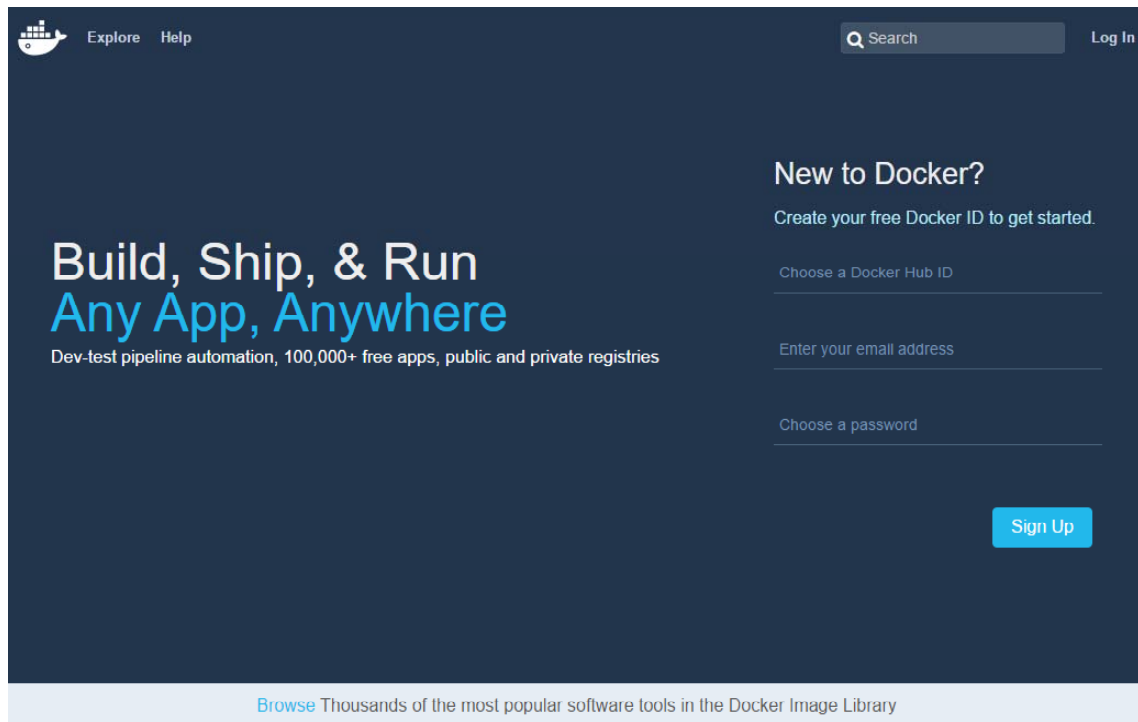 Explore Help Search Log In
New to Docker?
Create your free Docker ID to get started.
Build, Ship, & Run
Any App, Anywhere
Dev-test pipeline automation, 100,000+ free apps, public and private registries
Choose a Docker Hub ID
Enter your email address
Choose a password
Sign Up
Browse Thousands of the most popular software tools in the Docker Image Library